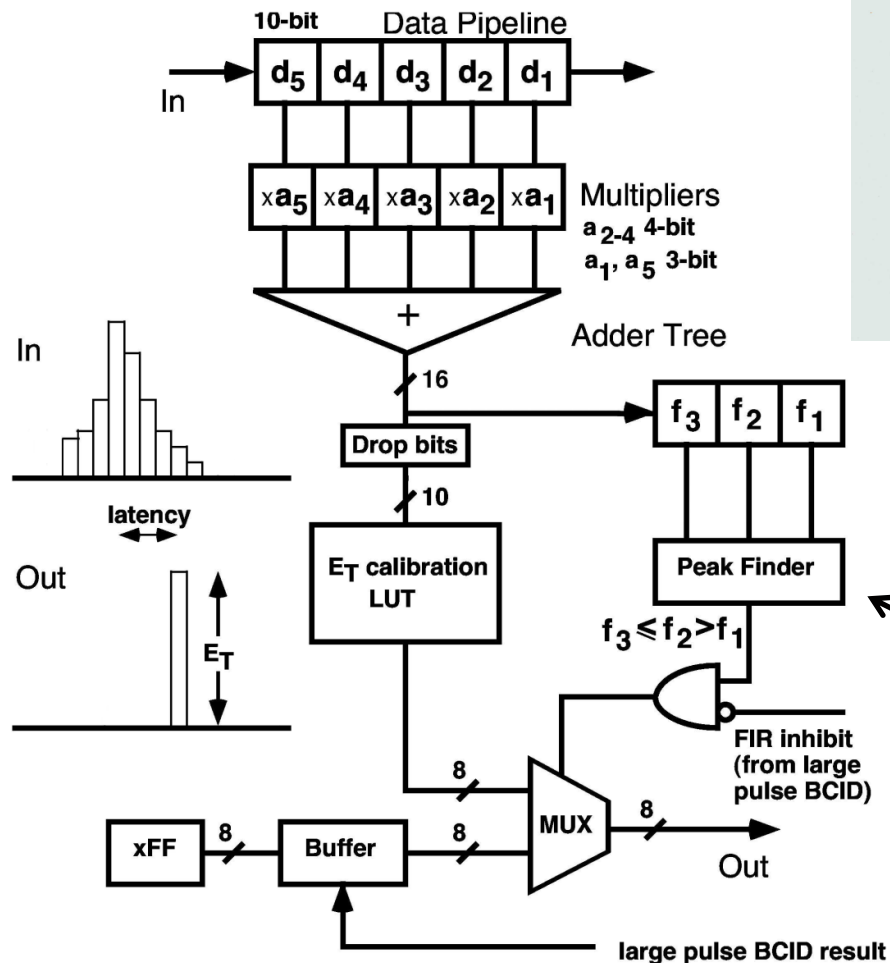 10-bit Data Pipeline
d5 d4 d3 d2 d1
In
xa5 xa4 xa3 xa2 xa1
Multipliers
a2-4 4-bit
a1, a5 3-bit
+
Adder Tree
In
16
f3 f2 f1
Drop bits
10
latency
Out
ET calibration
LUT
Peak Finder
f3 ≤ f2 > f1
ET
FIR inhibit
(from large
pulse BCID)
8
MUX
8
xFF
8
Buffer
8
Out
large pulse BCID result